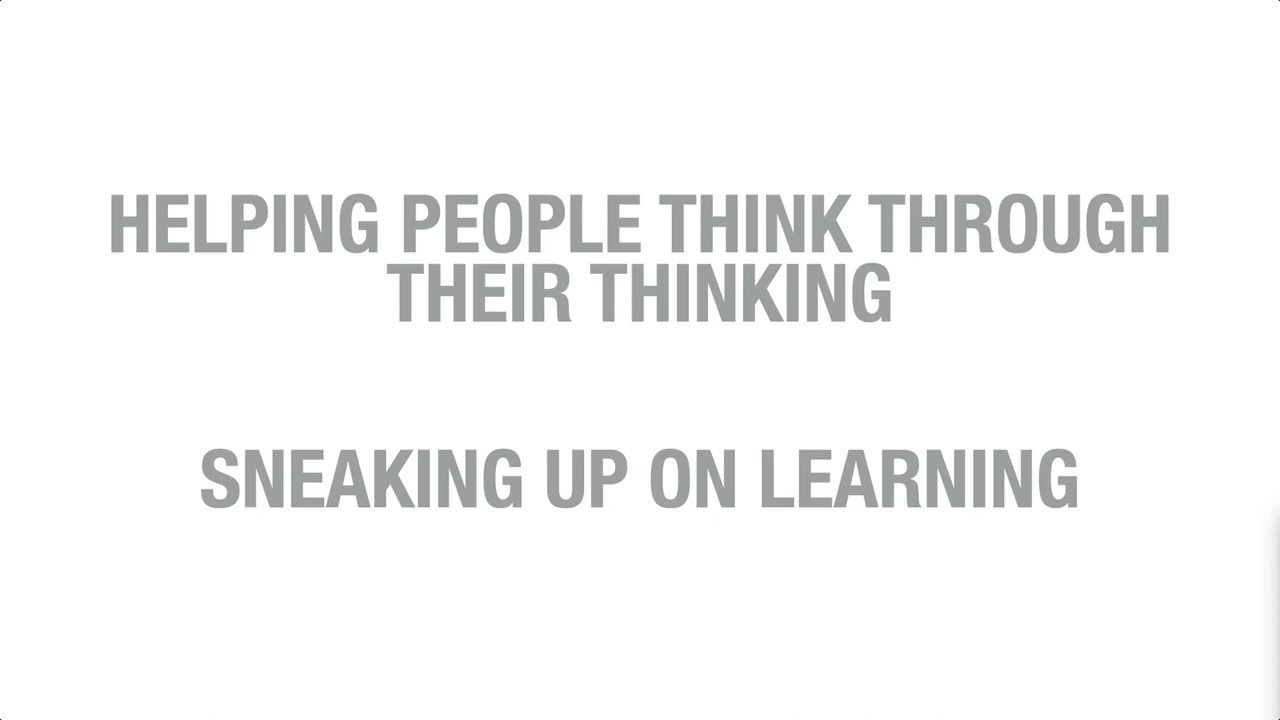 HELPING PEOPLE THINK THROUGH
THEIR THINKING
SNEAKING UP ON LEARNING